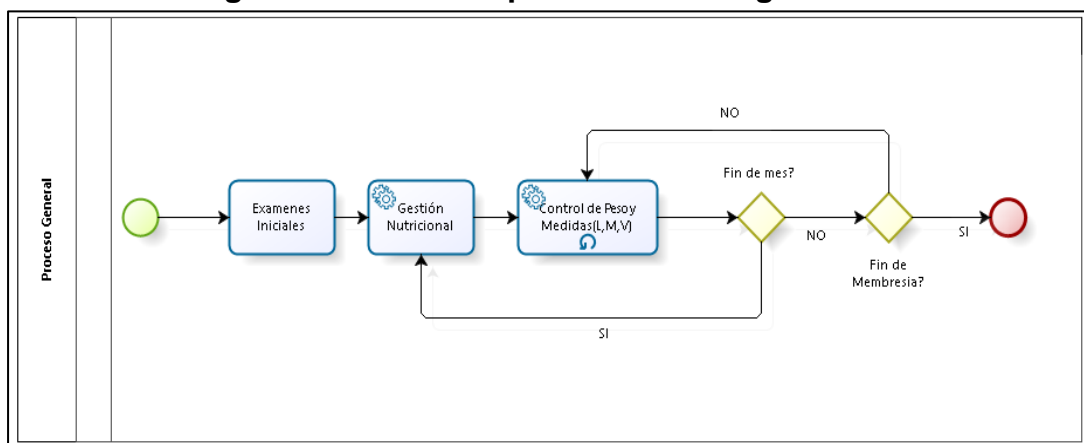 Proceso General
Examenes
Iniciales
Gestión
Nutricional
Control de Peso y
Medidas(L,M,V)
Fin de mes?
NO
SI
NO
Fin de
Membresia?
SI